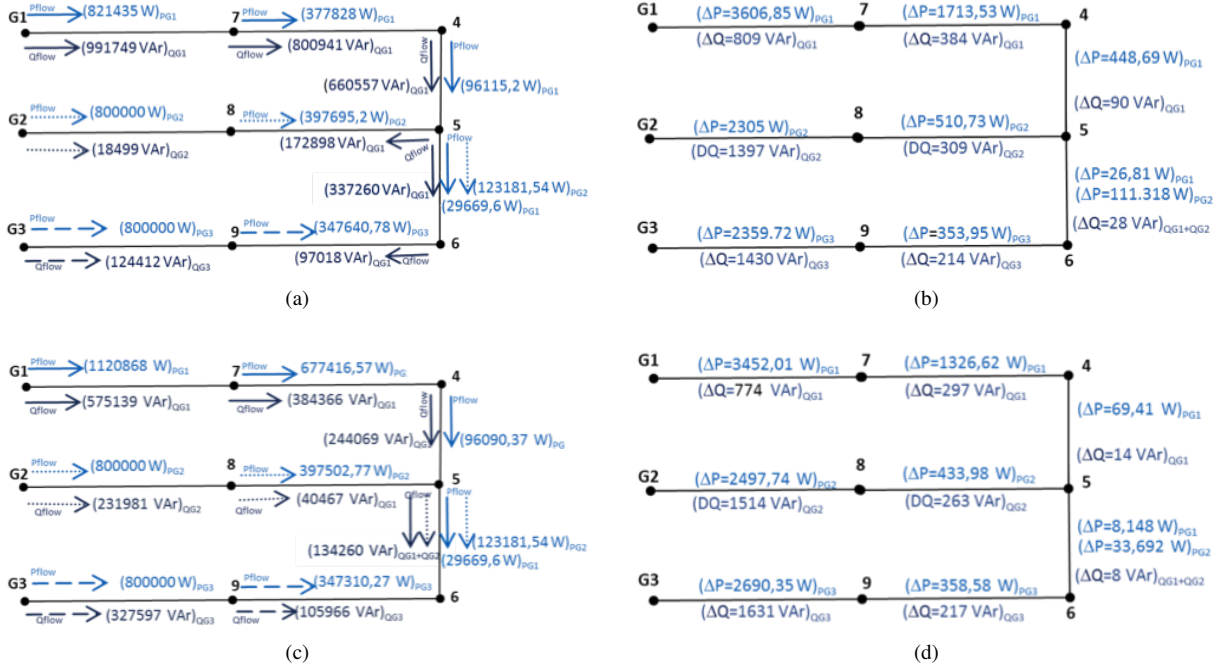 G1 Pflow (821435 W)PG1 7 Pflow (377828 W)PG1 4
Qflow (991749 VAr)QG1 Qflow (800941 VAr)QG1
Qflow Pflow
(660557 VAr)QG1 (96115,2 W)PG1
G2 Pflow (800000 W)PG2 8 Pflow (397695,2 W)PG2 5
(18499 VAr)QG2 (172898 VAr)QG1 Qflow Pflow
(337260 VAr)QG1 (123181,54 W)PG2
(29669,6 W)PG1
G3 Pflow (800000 W)PG3 9 Pflow (347640,78 W)PG3 6
Qflow (124412 VAr)QG3 (97018 VAr)QG1 Qflow
(a)
G1 (ΔP=3606,85 W)PG1 7 (ΔP=1713,53 W)PG1 4
(ΔQ=809 VAr)QG1 (ΔQ=384 VAr)QG1
(ΔP=448,69 W)PG1
(ΔQ=90 VAr)QG1
G2 (ΔP=2305 W)PG2 8 (ΔP=510,73 W)PG2 5
(DQ=1397 VAr)QG2 (DQ=309 VAr)QG2
(ΔP=26,81 W)PG1
(ΔP=111.318 W)PG2
(ΔQ=28 VAr)QG1+QG2
G3 (ΔP=2359.72 W)PG3 9 (ΔP=353,95 W)PG3 6
(ΔQ=1430 VAr)QG3 (ΔQ=214 VAr)QG3
(b)
G1 Pflow (1120868 W)PG1 7 Pflow 677416,57 W)PG 4
Qflow (575139 VAr)QG1 Qflow (384366 VAr)QG1
Qflow Pflow
(244069 VAr)QG (96090,37 W)PG
G2 Pflow (800000 W)PG2 8 Pflow 397502,77 W)PG2 5
Qflow (231981 VAr)QG2 Qflow (40467 VAr)QG1 Qflow Pflow
(134260 VAr)QG1+QG2 (123181,54 W)PG2
(29669,6 W)PG1
G3 Pflow (800000 W)PG3 9 Pflow (347310,27 W)PG3 6
Qflow (327597 VAr)QG3 Qflow (105966 VAr)QG3
(c)
G1 (ΔP=3452,01 W)PG1 7 (ΔP=1326,62 W)PG1 4
(ΔQ=774 VAr)QG1 (ΔQ=297 VAr)QG1
(ΔP=69,41 W)PG1
(ΔQ=14 VAr)QG1
G2 (ΔP=2497,74 W)PG2 8 (ΔP=433,98 W)PG2 5
(DQ=1514 VAr)QG2 (DQ=263 VAr)QG2
(ΔP=8,148 W)PG1
(ΔP=33,692 W)PG2
(ΔQ=8 VAr)QG1+QG2
G3 (ΔP=2690,35 W)PG3 9 (ΔP=358,58 W)PG3 6
(ΔQ=1631 VAr)QG3 (ΔQ=217 VAr)QG3
(d)